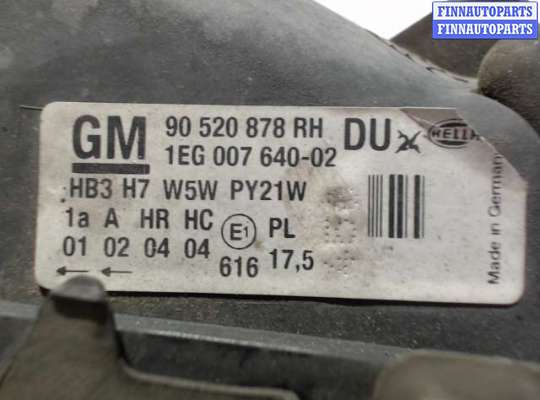 FINNAUTOPARTS
FINNAUTOPARTS
GM 90 520 878 RH DU
1EG 007 640-02
HELLA
HB3 H7 W5W PY21W
1a A HR HC E1 PL
01 02 04 04 616 17,5
Made in Germany